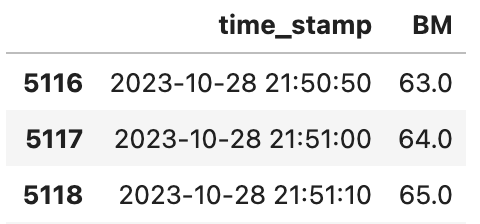 time_stamp BM
5116 2023-10-28 21:50:50 63.0
5117 2023-10-28 21:51:00 64.0
5118 2023-10-28 21:51:10 65.0